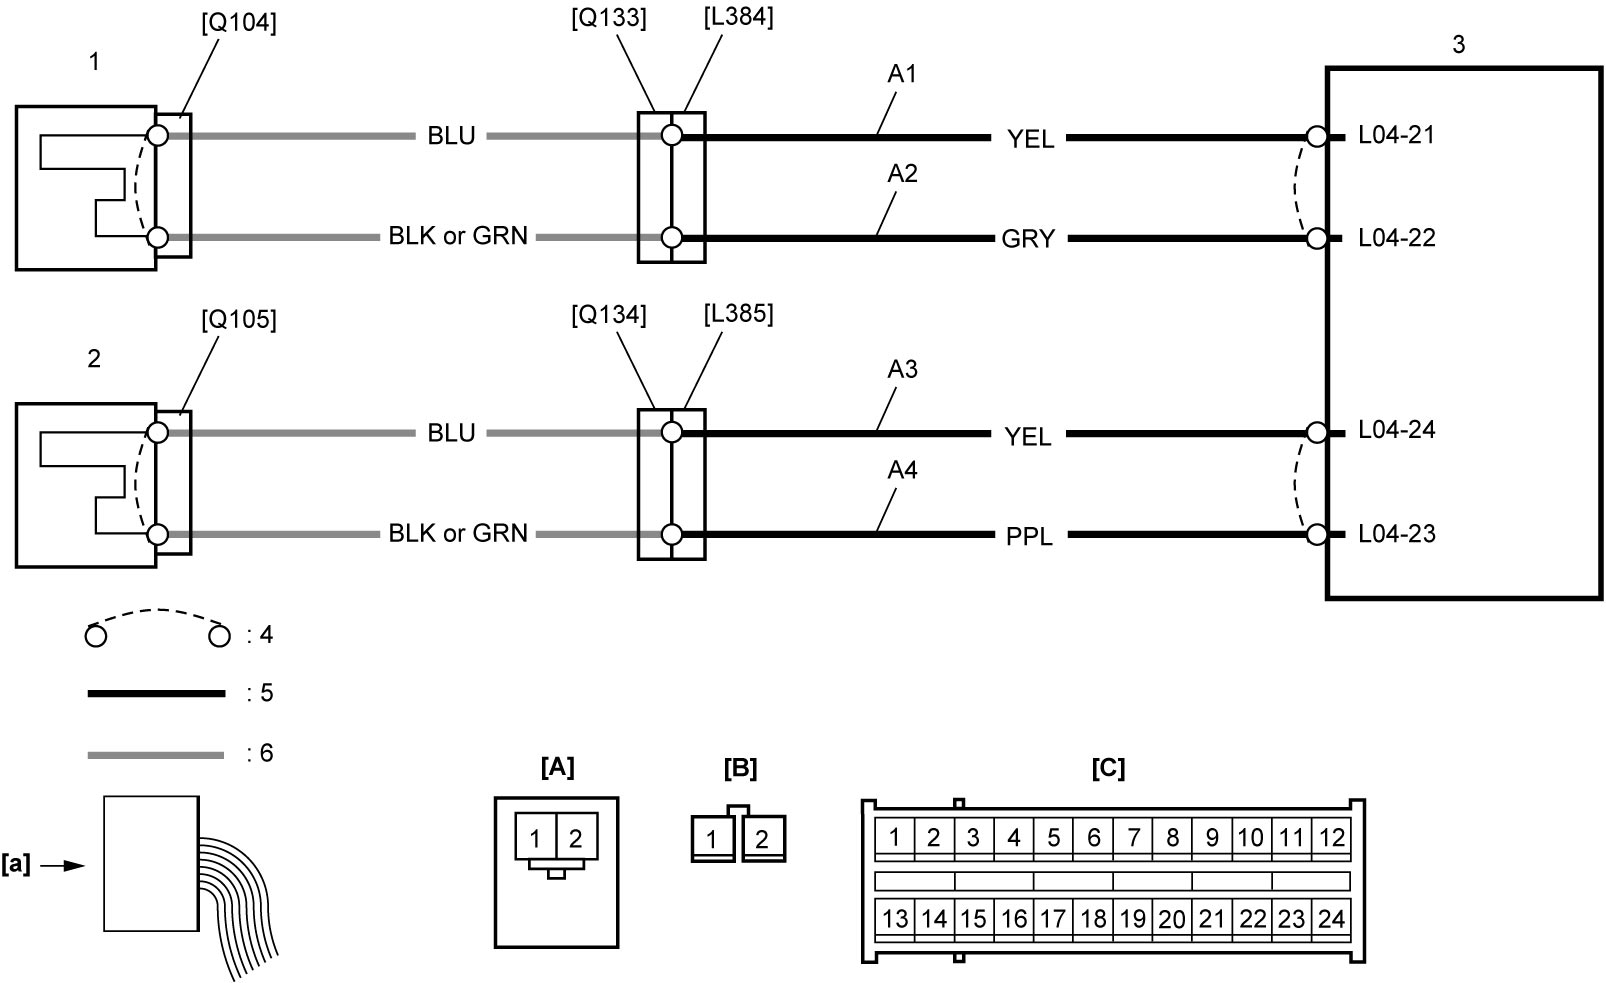 [Q104]
[Q133]
[L384]
1
3
A1
BLU
YEL
L04-21
A2
BLK or GRN
GRY
L04-22
[Q105]
[Q134]
[L385]
2
A3
BLU
YEL
L04-24
A4
BLK or GRN
PPL
L04-23
: 4
: 5
: 6
[a]
[A]
1 2
[B]
1 2
[C]
1 2 3 4 5 6 7 8 9 10 11 12
13 14 15 16 17 18 19 20 21 22 23 24